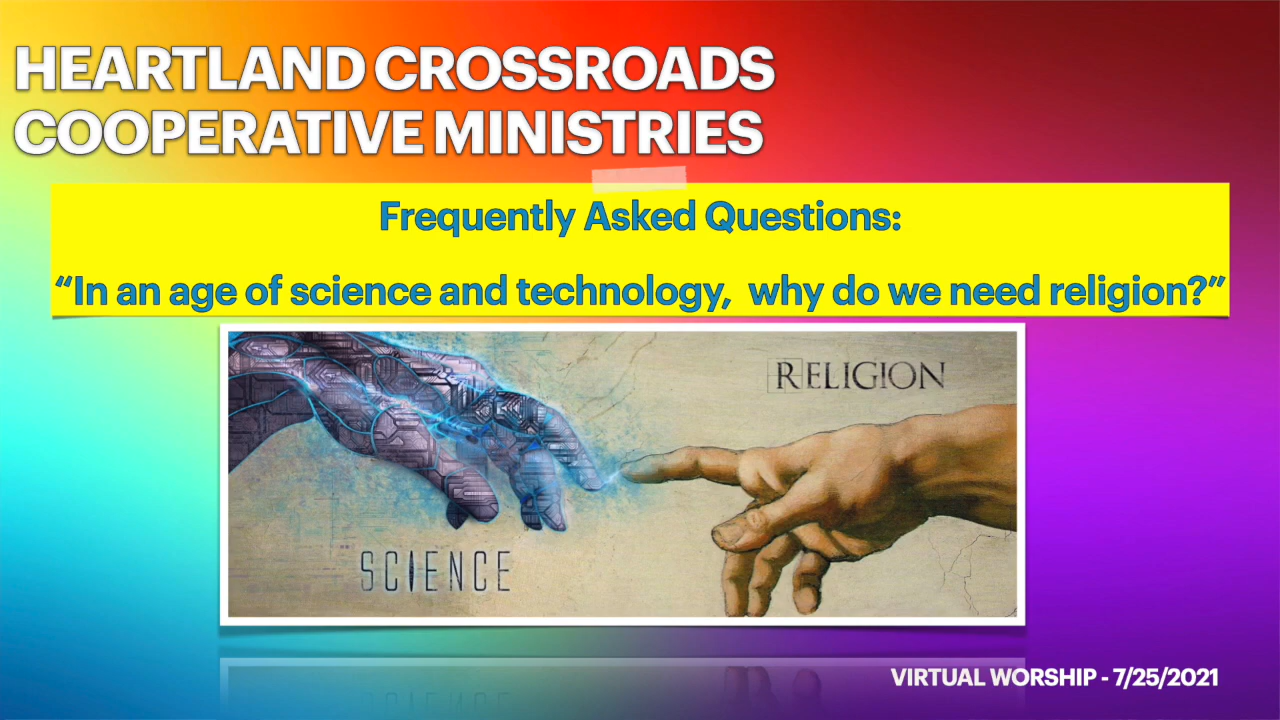 HEARTLAND CROSSROADS
COOPERATIVE MINISTRIES
Frequently Asked Questions:
“In an age of science and technology, why do we need religion?”
RELIGION
SCIENCE
VIRTUAL WORSHIP - 7/25/2021